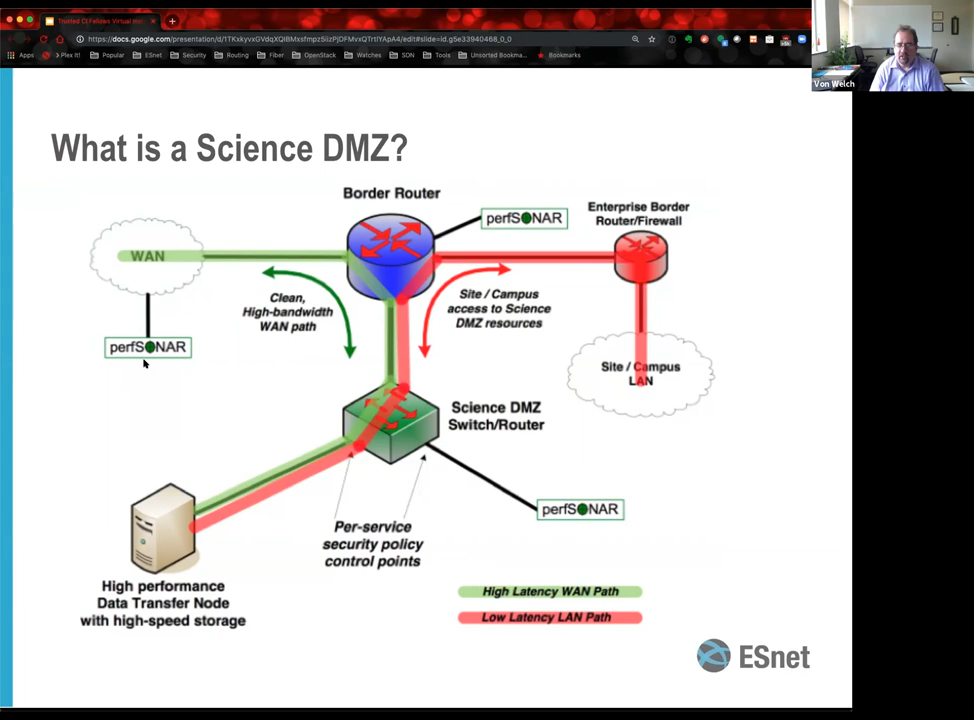 Trusted CI Fellows Virtual Ins
https://docs.google.com/presentation/d/1TKxkyvxGVdqXQIBMxsfmpz5iizPjDFMvxQTrtlYApA4/edit#slide=id.g5e33940468_0_0
Apps
Plex It!
Popular
ESnet
Security
Routing
Fiber
OpenStack
Watches
SDN
Tools
Unsorted Bookma...
Bookmarks
Von Welch
What is a Science DMZ?
Border Router
perfSONAR
Enterprise Border
Router/Firewall
WAN
Clean,
High-bandwidth
WAN path
Site / Campus
access to Science
DMZ resources
perfSONAR
Site / Campus
LAN
Science DMZ
Switch/Router
perfSONAR
Per-service
security policy
control points
High performance
Data Transfer Node
with high-speed storage
High Latency WAN Path
Low Latency LAN Path
ESnet